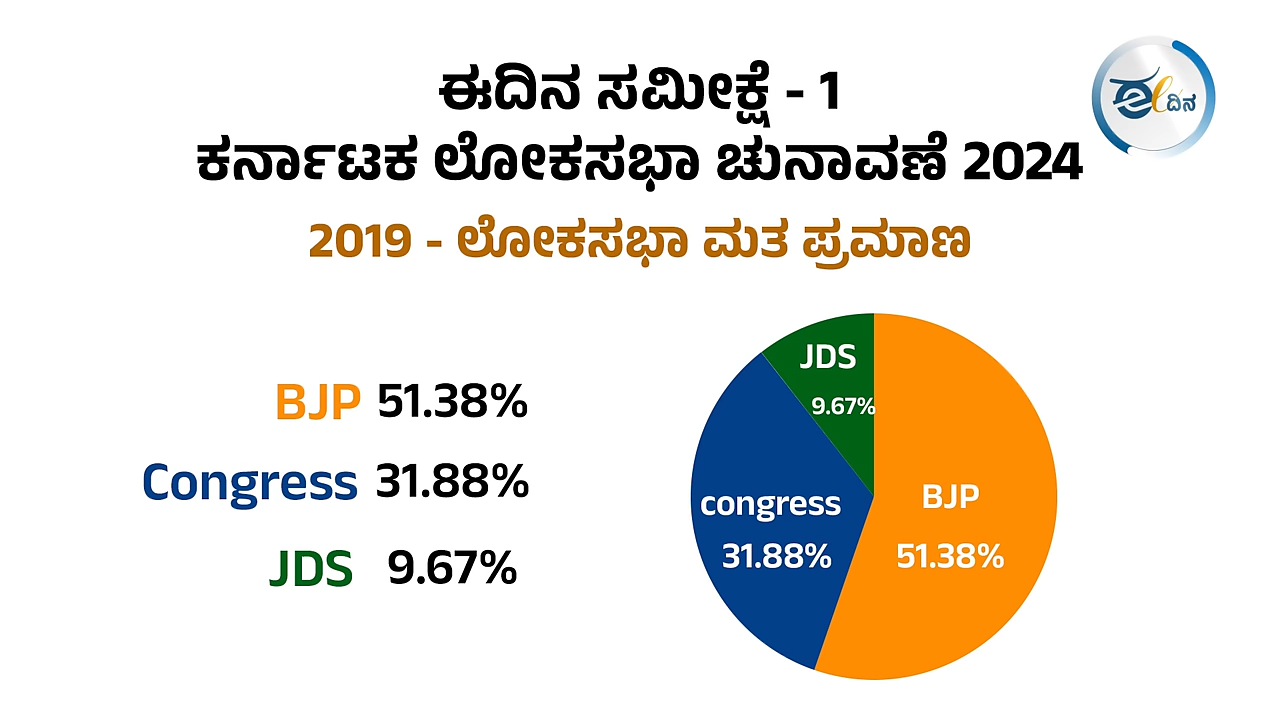 ಈದಿನ ಸಮೀಕ್ಷೆ - 1
ಕರ್ನಾಟಕ ಲೋಕಸಭಾ ಚುನಾವಣೆ 2024
2019 - ಲೋಕಸಭಾ ಮತ ಪ್ರಮಾಣ
ಈದಿನ
BJP 51.38%
Congress 31.88%
JDS 9.67%
JDS
9.67%
congress
31.88%
BJP
51.38%